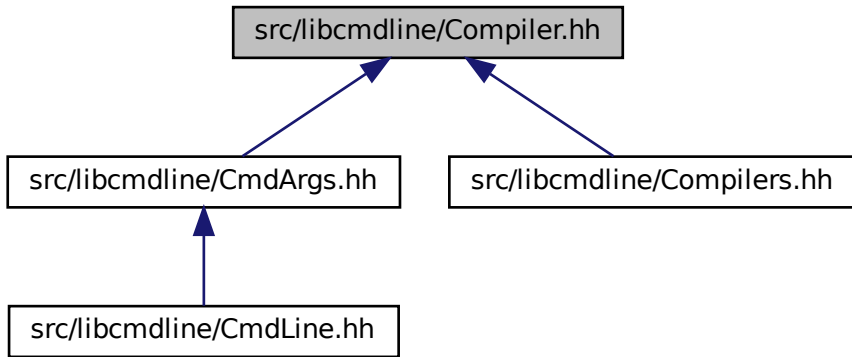 src/libcmdline/Compiler.hh
src/libcmdline/CmdArgs.hh
src/libcmdline/Compilers.hh
src/libcmdline/CmdLine.hh